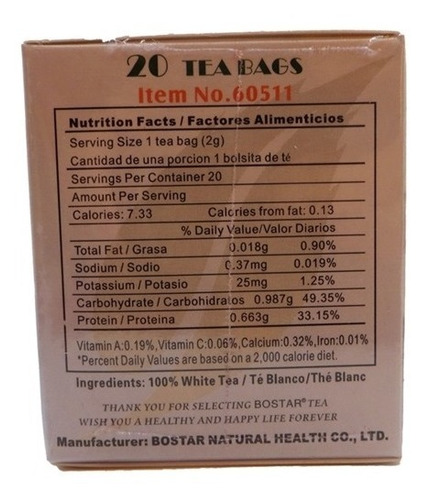 20 TEA BAGS
Item No.60511
Nutrition Facts / Factores Alimenticios
Serving Size 1 tea bag (2g)
Cantidad de una porcion 1 bolsita de té
Servings Per Container 20
Amount Per Serving
Calories: 7.33 Calories from fat: 0.13
% Daily Value/Valor Diarios
Total Fat / Grasa 0.018g 0.90%
Sodium / Sodio 0.37mg 0.019%
Potassium / Potasio 25mg 1.25%
Carbohydrate / Carbohidratos 0.987g 49.35%
Protein / Proteina 0.663g 33.15%
Vitamin A:0.19%, Vitamin C:0.06%, Calcium:0.32%, Iron:0.01%
*Percent Daily Values are based on a 2,000 calorie diet.
Ingredients: 100% White Tea / Té Blanco/Thé Blanc
THANK YOU FOR SELECTING BOSTAR® TEA
WISH YOU A HEALTHY AND HAPPY LIFE FOREVER
Manufacturer: BOSTAR NATURAL HEALTH CO., LTD.